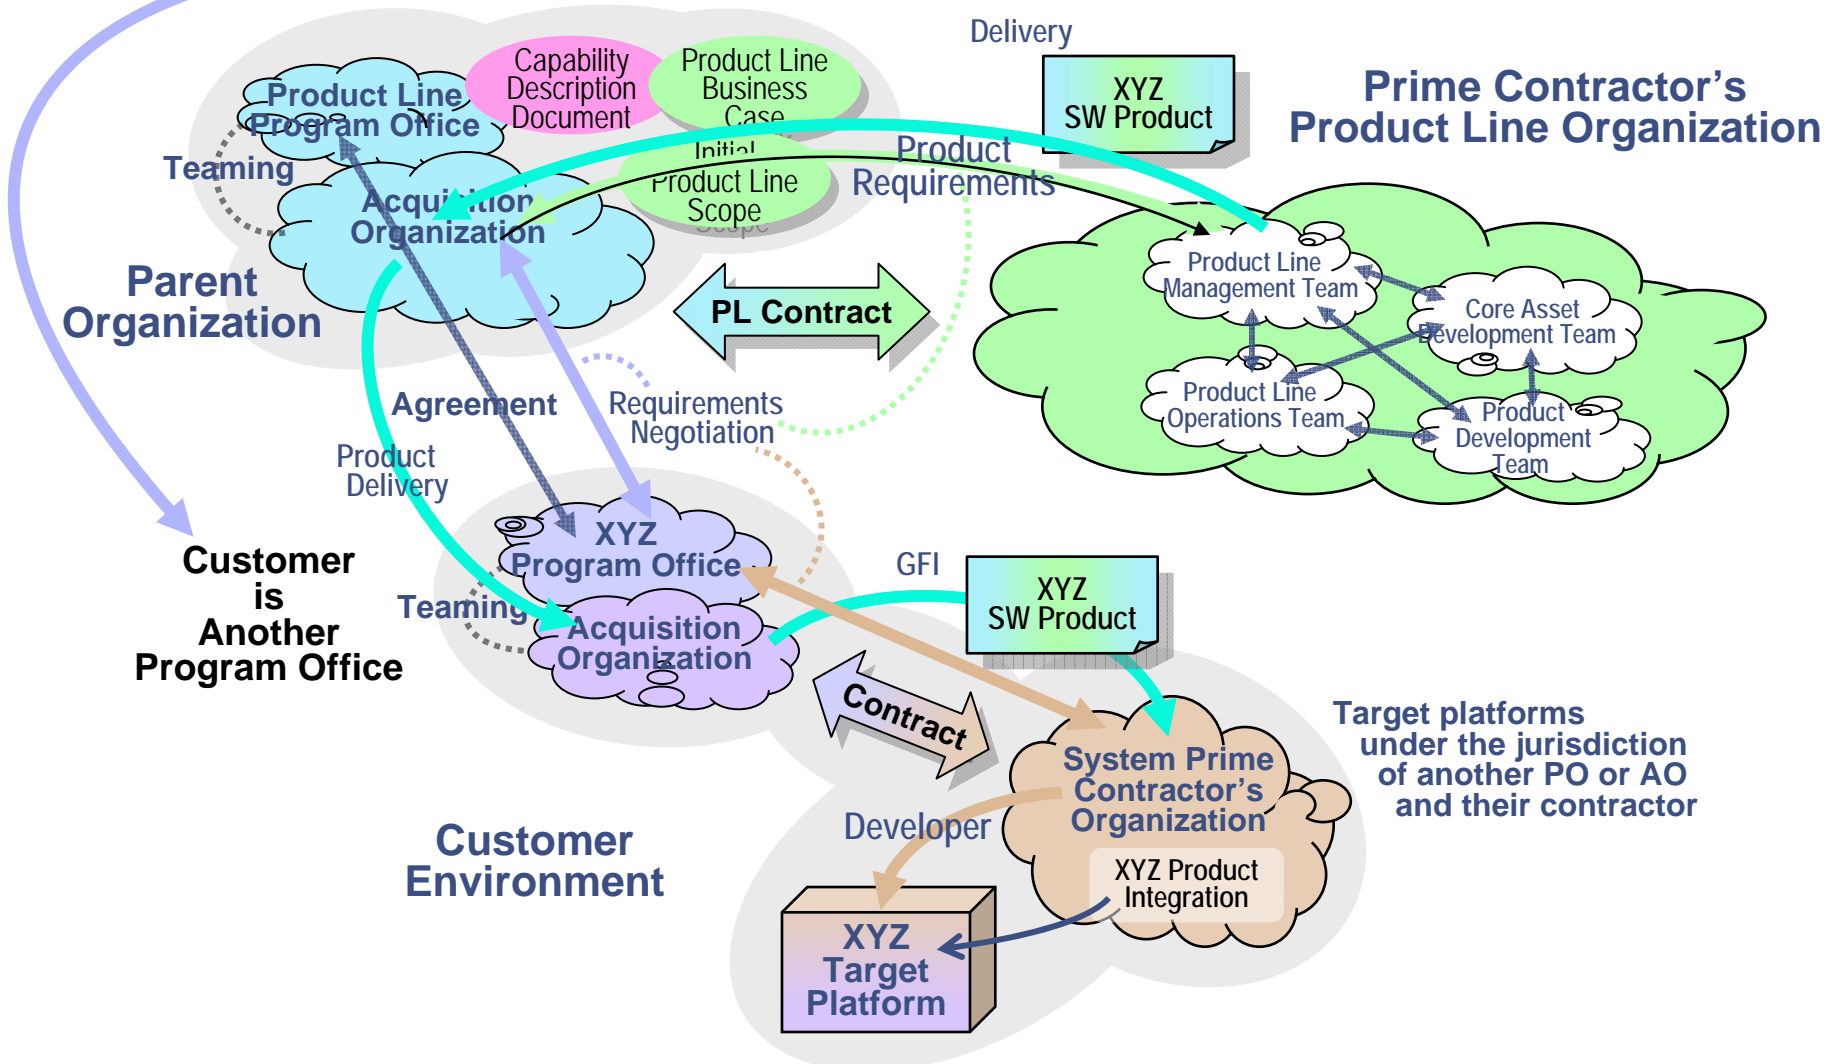 Delivery
Capability
Description
Document
Product Line
Business
Case
XYZ
SW Product
Prime Contractor's
Product Line Organization
Product Line
Program Office
Teaming
Initial
Product Line
Scope
Scope
Product
Requirements
Acquisition
Organization
Parent
Organization
PL Contract
Product Line
Management Team
Core Asset
Development Team
Product Line
Operations Team
Product
Development
Team
Agreement
Requirements
Negotiation
Product
Delivery
Customer
is
Another
Program Office
XYZ
Program Office
Teaming
Acquisition
Organization
GFI
XYZ
SW Product
Contract
System Prime
Contractor's
Organization
Target platforms
under the jurisdiction
of another PO or AO
and their contractor
Customer
Environment
Developer
XYZ Product
Integration
XYZ
Target
Platform